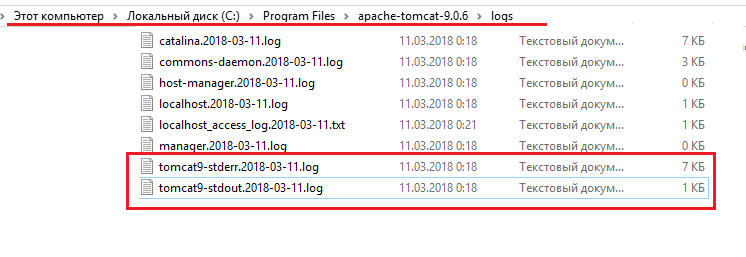 Этот компьютер > Локальный диск (C:) > Program Files > apache-tomcat-9.0.6 > logs
catalina.2018-03-11.log 11.03.2018 0:18 Текстовый докум... 7 КБ
commons-daemon.2018-03-11.log 11.03.2018 0:18 Текстовый докум... 3 КБ
host-manager.2018-03-11.log 11.03.2018 0:18 Текстовый докум... 0 КБ
localhost.2018-03-11.log 11.03.2018 0:18 Текстовый докум... 1 КБ
localhost_access_log.2018-03-11.txt 11.03.2018 0:21 Текстовый докум... 1 КБ
manager.2018-03-11.log 11.03.2018 0:18 Текстовый докум... 0 КБ
tomcat9-stderr.2018-03-11.log 11.03.2018 0:18 Текстовый докум... 7 КБ
tomcat9-stdout.2018-03-11.log 11.03.2018 0:18 Текстовый докум... 1 КБ